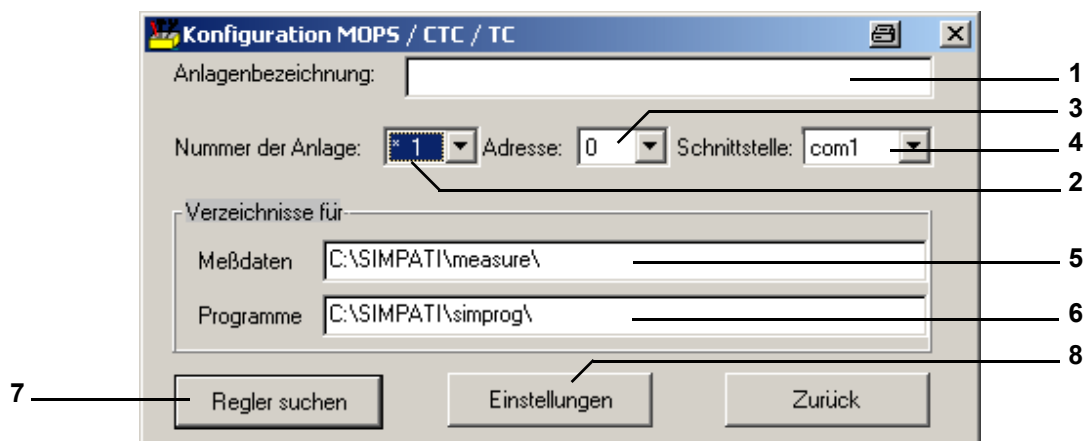 Konfiguration MOPS / CTC / TC
Anlagenbezeichnung: 1
3
Nummer der Anlage: * 1 Adresse: 0 Schnittstelle: com1 4
2
Verzeichnisse für
Meßdaten C:\SIMPATI\measure\ 5
Programme C:\SIMPATI\simprog\ 6
8
7 Regler suchen Einstellungen Zurück